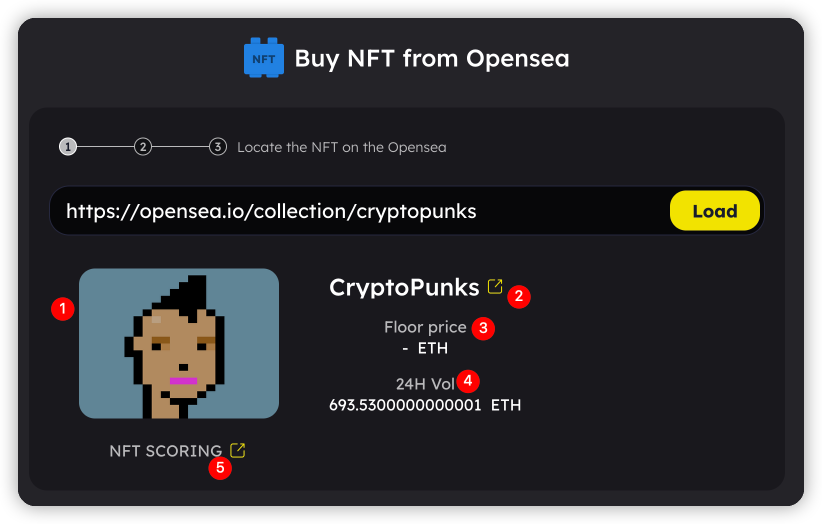 NFT Buy NFT from Opensea
1 2 3 Locate the NFT on the Opensea
https://opensea.io/collection/cryptopunks Load
1
CryptoPunks 2
Floor price 3
- ETH
24H Vol 4
693.5300000000001 ETH
NFT SCORING
5